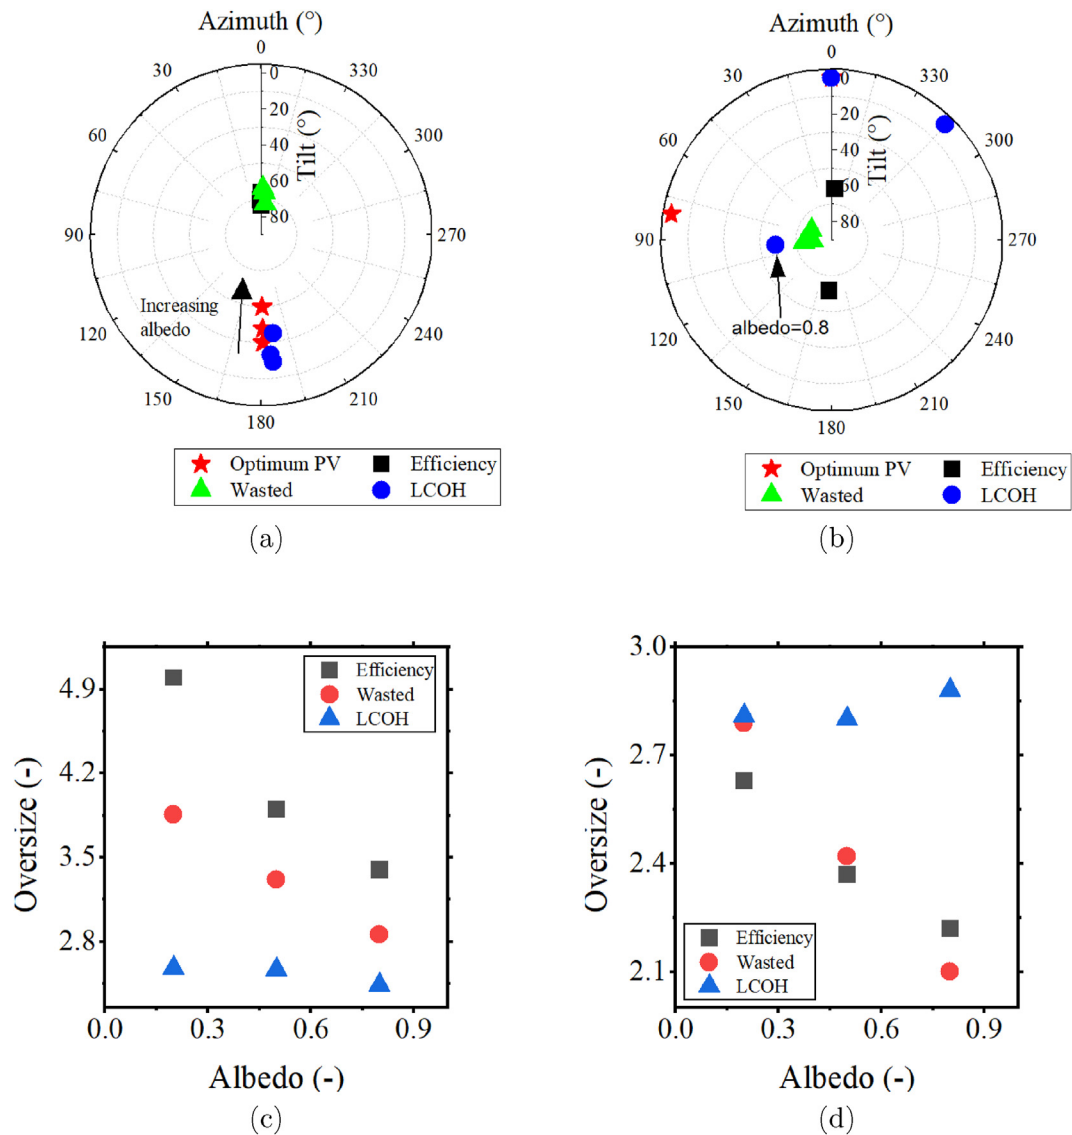 Azimuth (°)
0
30
330
60
300
90
270
120
240
150
210
180
0
20
40
60
80
Tilt (°)
Increasing
albedo
Optimum PV
Efficiency
Wasted
LCOH
(a)
Azimuth (°)
0
30
330
60
300
90
270
120
240
150
210
180
0
20
40
60
80
Tilt (°)
albedo=0.8
Optimum PV
Efficiency
Wasted
LCOH
(b)
Oversize (-)
4.9
4.2
3.5
2.8
Efficiency
Wasted
LCOH
0.0
0.3
0.6
0.9
Albedo (-)
(c)
Oversize (-)
3.0
2.7
2.4
2.1
Efficiency
Wasted
LCOH
0.0
0.3
0.6
0.9
Albedo (-)
(d)